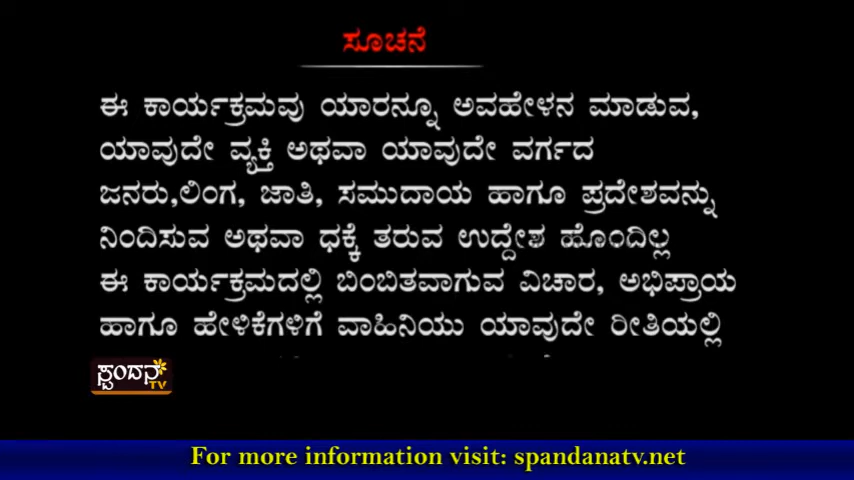 ಸೂಚನೆ
ಈ ಕಾರ್ಯಕ್ರಮವು ಯಾರನ್ನೂ ಅವಹೇಳನ ಮಾಡುವ,
ಯಾವುದೇ ವ್ಯಕ್ತಿ ಅಥವಾ ಯಾವುದೇ ವರ್ಗದ
ಜನರು,ಲಿಂಗ, ಜಾತಿ, ಸಮುದಾಯ ಹಾಗೂ ಪ್ರದೇಶವನ್ನು
ನಿಂದಿಸುವ ಅಥವಾ ಧಕ್ಕೆ ತರುವ ಉದ್ದೇಶ ಹೊಂದಿಲ್ಲ
ಈ ಕಾರ್ಯಕ್ರಮದಲ್ಲಿ ಬಿಂಬಿತವಾಗುವ ವಿಚಾರ, ಅಭಿಪ್ರಾಯ
ಹಾಗೂ ಹೇಳಿಕೆಗಳಿಗೆ ವಾಹಿನಿಯು ಯಾವುದೇ ರೀತಿಯಲ್ಲಿ
ಸ್ಪಂದನ
TV
For more information visit: spandanatv.net